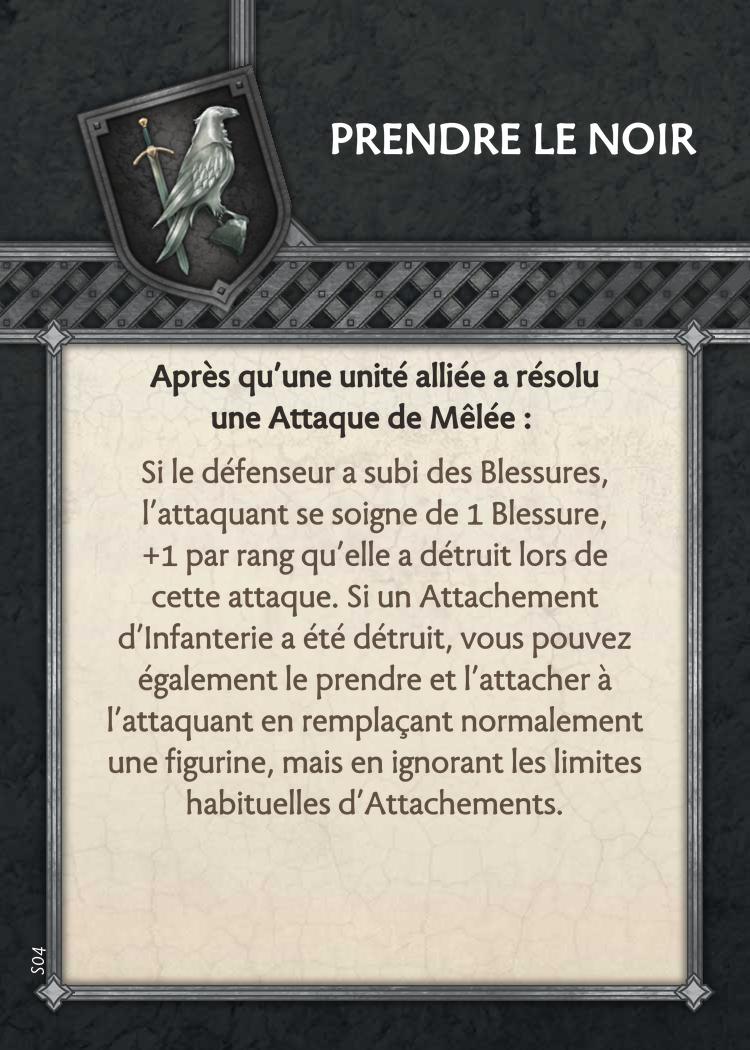 PRENDRE LE NOIR
Après qu'une unité alliée a résolu
une Attaque de Mêlée :
Si le défenseur a subi des Blessures,
l'attaquant se soigne de 1 Blessure,
+1 par rang qu'elle a détruit lors de
cette attaque. Si un Attachement
d'Infanterie a été détruit, vous pouvez
également le prendre et l'attacher à
l'attaquant en remplaçant normalement
une figurine, mais en ignorant les limites
habituelles d'Attachements.
S04